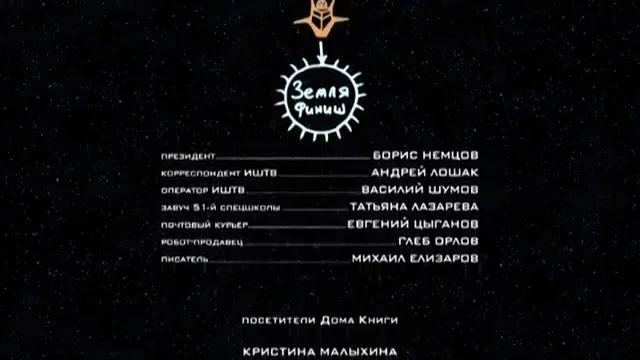 Земля
Финиш
ПРЕЗИДЕНТ БОРИС НЕМЦОВ
КОРРЕСПОНДЕНТ ИШТВ АНДРЕЙ ЛОШАК
ОПЕРАТОР ИШТВ ВАСИЛИЙ ШУМОВ
ЗАВУЧ 51-Й СПЕЦШКОЛЫ ТАТЬЯНА ЛАЗАРЕВА
ПОЧТОВЫЙ КУРЬЕР ЕВГЕНИЙ ЦЫГАНОВ
РОБОТ-ПРОДАВЕЦ ГЛЕБ ОРЛОВ
ПИСАТЕЛЬ МИХАИЛ ЕЛИЗАРОВ
ПОСЕТИТЕЛИ ДОМА КНИГИ
КРИСТИНА МАЛЫХИНА